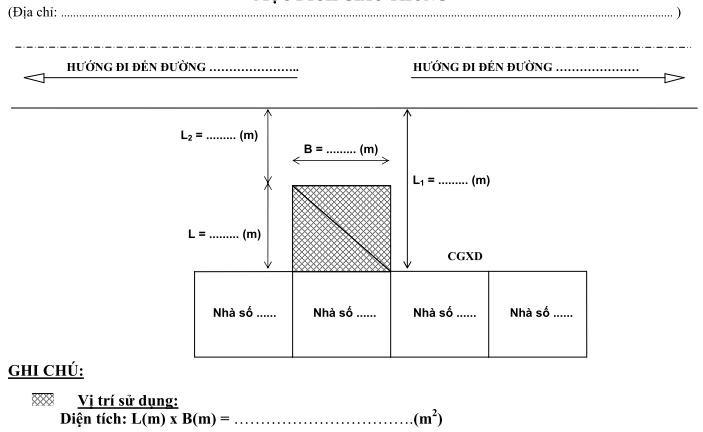 (Địa chỉ: ........................................................................................................................ )
HƯỚNG ĐI ĐẾN ĐƯỜNG …………………..
HƯỚNG ĐI ĐẾN ĐƯỜNG …………………
L₂ = ......... (m)
B = ......... (m)
L₁ = ......... (m)
L = ......... (m)
CGXD
Nhà số ...... Nhà số ...... Nhà số ...... Nhà số ......
GHI CHÚ:
Vị trí sử dụng:
Diện tích: L(m) x B(m) = ……………………………….(m²)